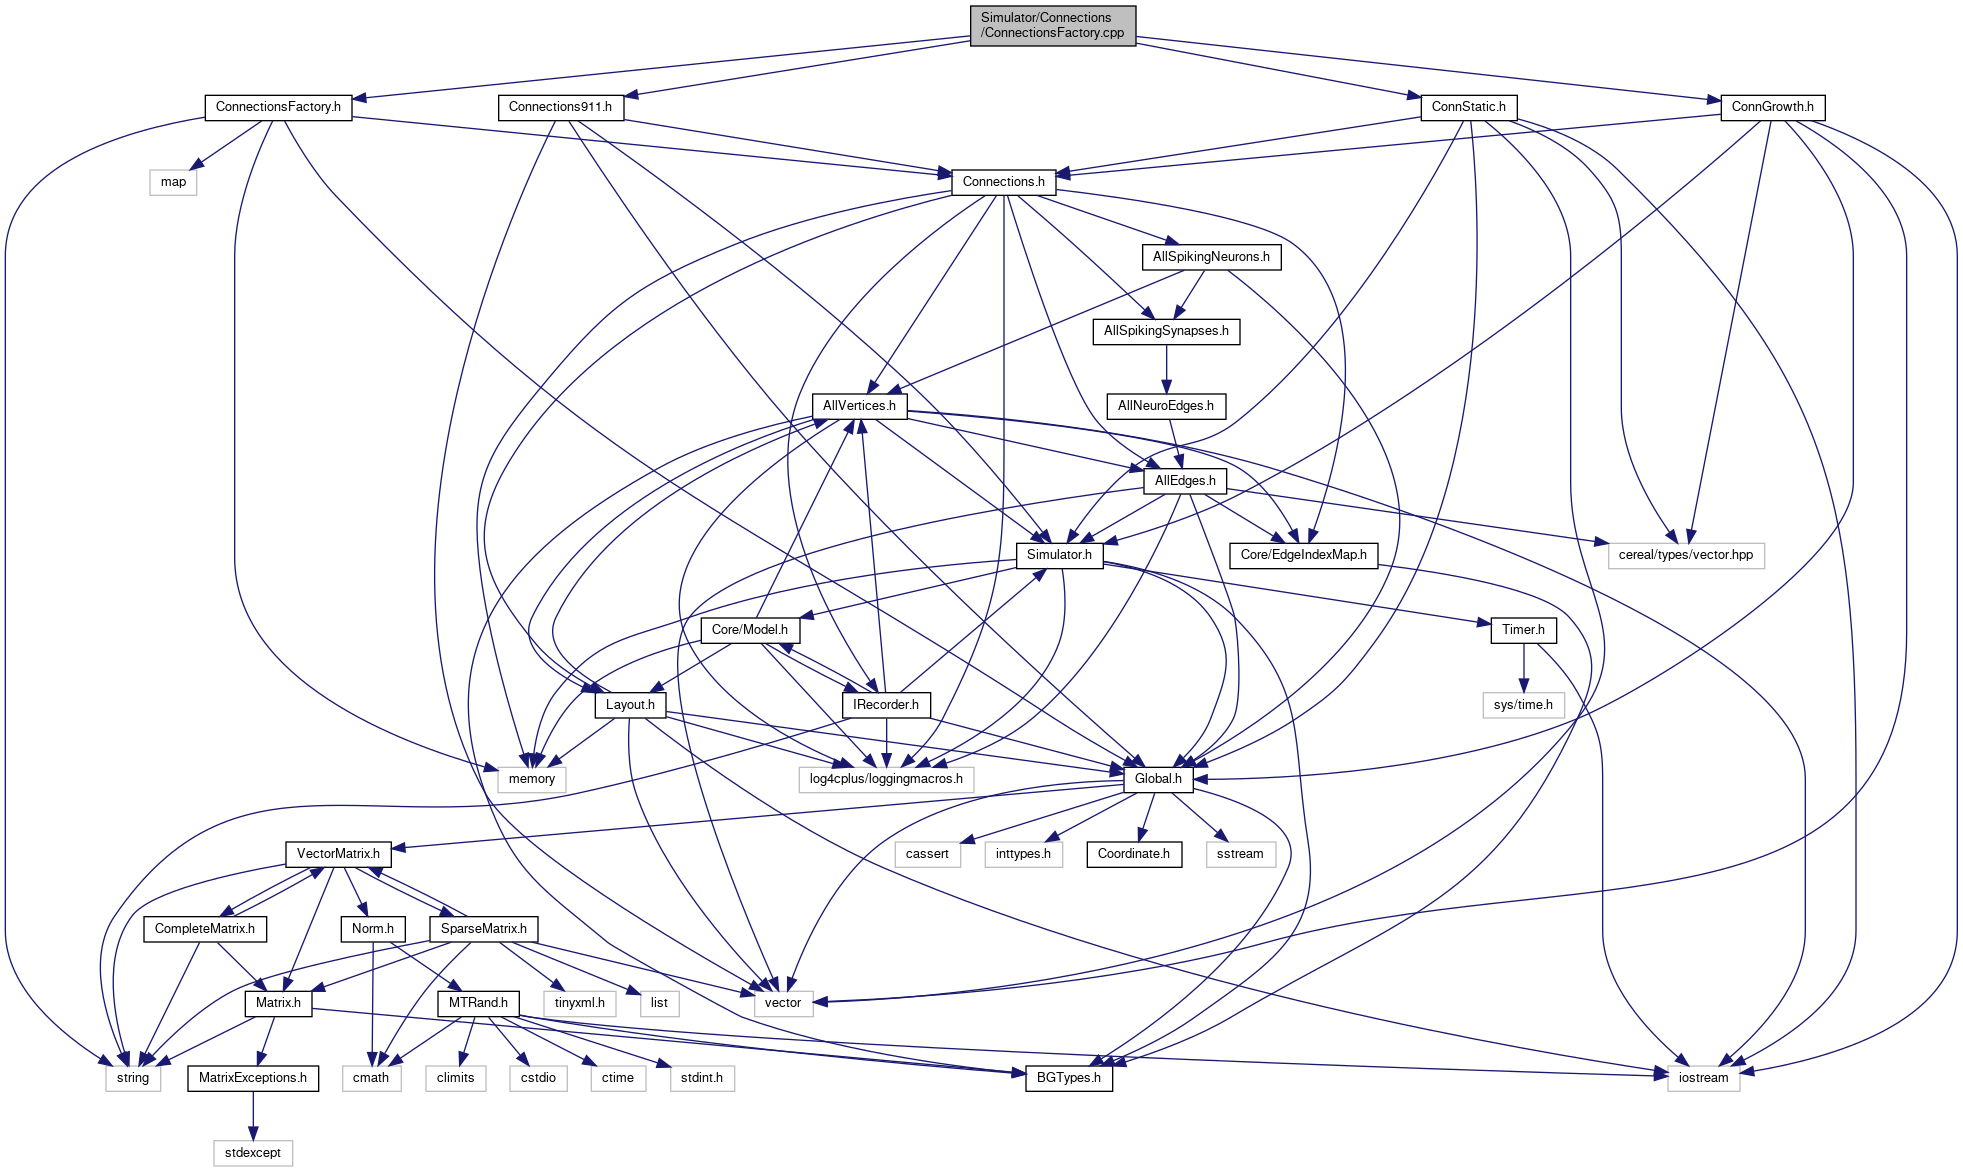 Simulator/Connections
/ConnectionsFactory.cpp
ConnectionsFactory.h
Connections911.h
ConnStatic.h
ConnGrowth.h
map
Connections.h
AllSpikingNeurons.h
AllSpikingSynapses.h
AllVertices.h
AllNeuroEdges.h
AllEdges.h
Simulator.h
Core/EdgeIndexMap.h
cereal/types/vector.hpp
Core/Model.h
Timer.h
Layout.h
IRecorder.h
sys/time.h
memory
log4cplus/loggingmacros.h
Global.h
VectorMatrix.h
cassert
inttypes.h
Coordinate.h
sstream
CompleteMatrix.h
Norm.h
SparseMatrix.h
Matrix.h
MTRand.h
tinyxml.h
list
vector
string
MatrixExceptions.h
cmath
climits
cstdio
ctime
stdint.h
BGTypes.h
iostream
stdexcept